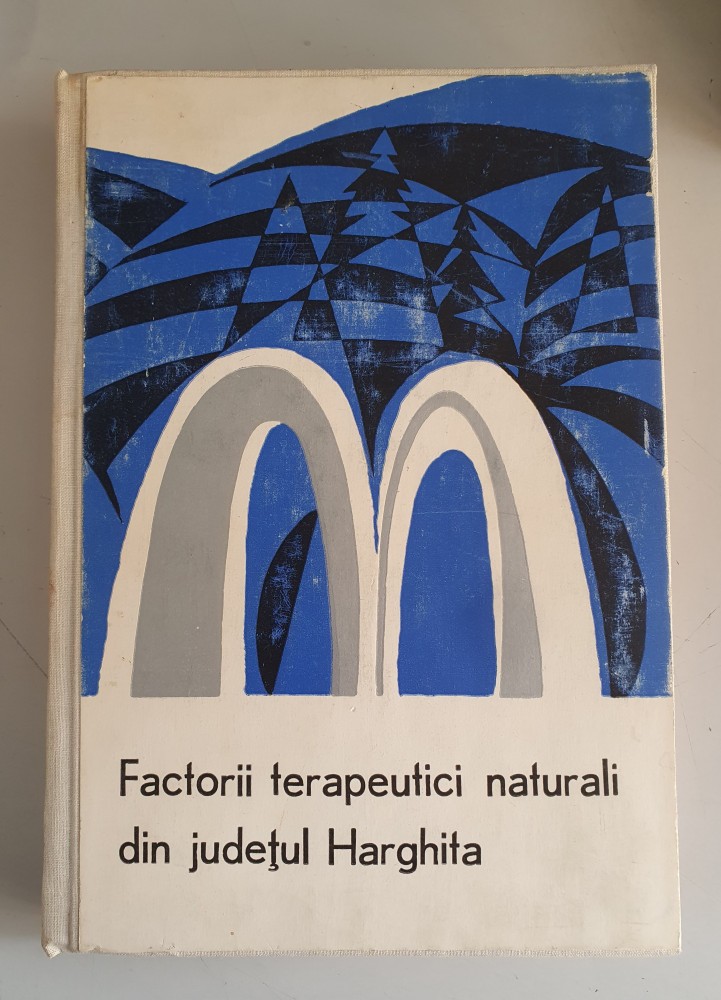 Factorii terapeutici naturali
din judeţul Harghita